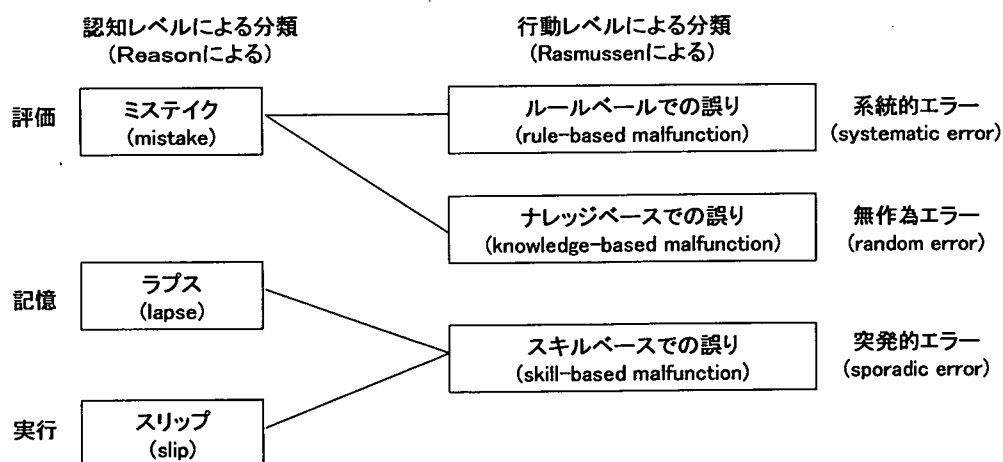 認知レベルによる分類
(Reasonによる)
行動レベルによる分類
(Rasmussenによる)
評価
ミステイク
(mistake)
ルールベールでの誤り
(rule-based malfunction)
系統的エラー
(systematic error)
ナレッジベースでの誤り
(knowledge-based malfunction)
無作為エラー
(random error)
記憶
ラプス
(lapse)
スキルベースでの誤り
(skill-based malfunction)
突発的エラー
(sporadic error)
実行
スリップ
(slip)